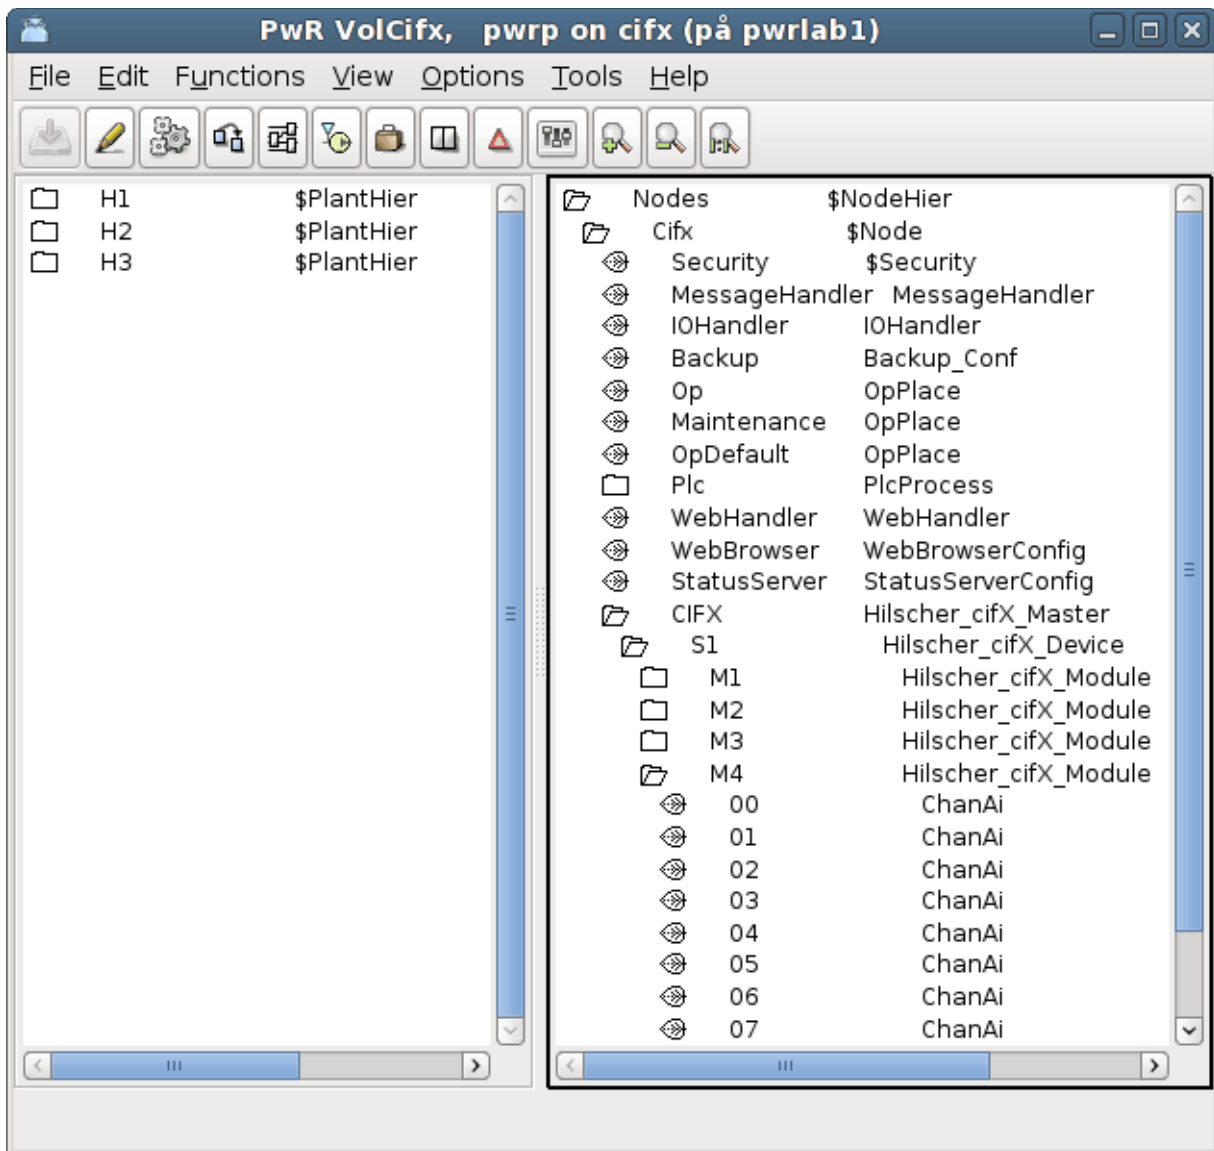 PwR VolCifx, pwrp on cifx (på pwrlab1)
File Edit Functions View Options Tools Help
H1 $PlantHier
H2 $PlantHier
H3 $PlantHier
Nodes $NodeHier
Cifx $Node
Security $Security
MessageHandler MessageHandler
IOHandler IOHandler
Backup Backup_Conf
Op OpPlace
Maintenance OpPlace
OpDefault OpPlace
Plc PlcProcess
WebHandler WebHandler
WebBrowser WebBrowserConfig
StatusServer StatusServerConfig
CIFX Hilscher_cifX_Master
S1 Hilscher_cifX_Device
M1 Hilscher_cifX_Module
M2 Hilscher_cifX_Module
M3 Hilscher_cifX_Module
M4 Hilscher_cifX_Module
00 ChanAi
01 ChanAi
02 ChanAi
03 ChanAi
04 ChanAi
05 ChanAi
06 ChanAi
07 ChanAi